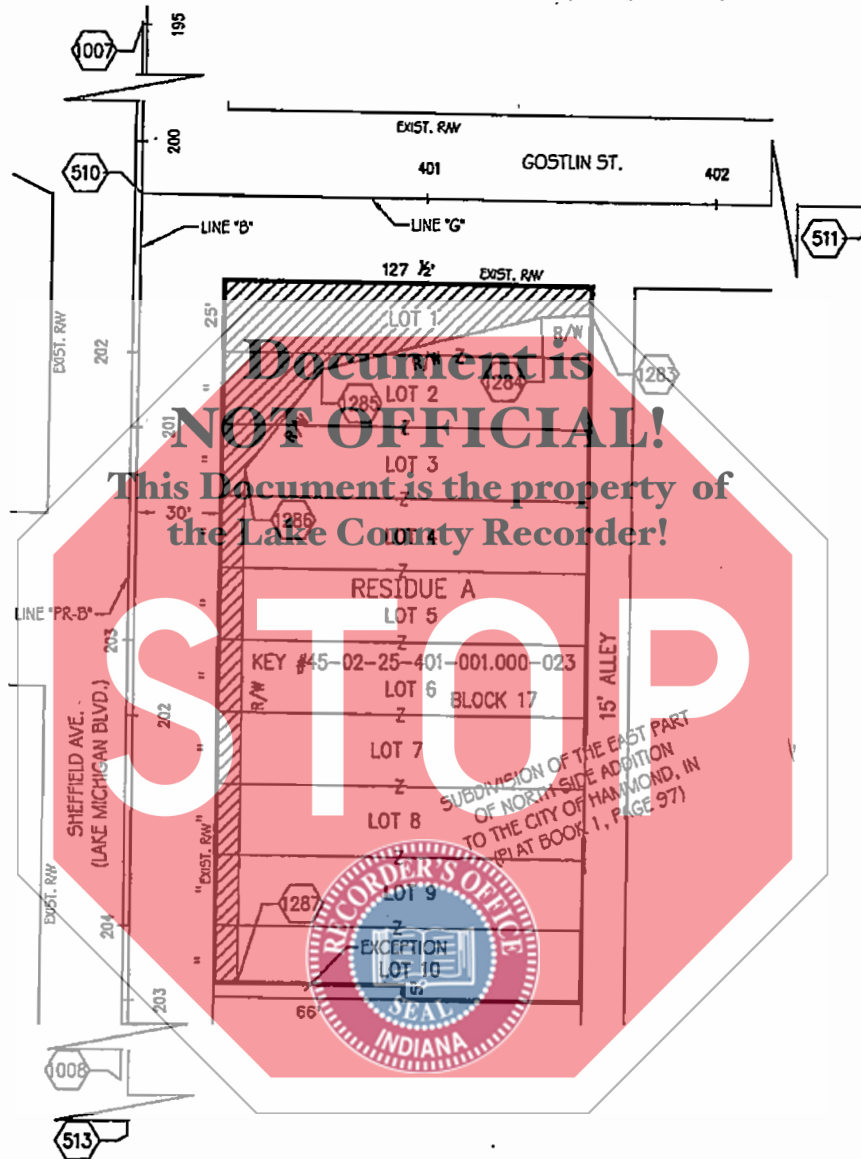 195
1007
EXIST. R/W
200
GOSTLIN ST.
401
402
510
LINE "B"
LINE "G"
511
127 ½'
EXIST. R/W
25'
LOT 1
EXIST. R/W
202
R/W
R/W
Z
1283
Document is
1284
1285
LOT 2
"
Z
201
R/W
NOT OFFICIAL!
"
LOT 3
This Document is the property of
Z
30'
1286
"
LOT 4
the Lake County Recorder!
Z
RESIDUE A
LINE "PR-B"
"
LOT 5
STOP
203
Z
KEY #45-02-25-401-001.000-023
"
LOT 6
BLOCK 17
R/W
15' ALLEY
202
Z
SHEFFIELD AVE.
(LAKE MICHIGAN BLVD.)
"
LOT 7
SUBDIVISION OF THE EAST PART
OF NORTH SIDE ADDITION
TO THE CITY OF HAMMOND, IN
(PLAT BOOK 1, PAGE 97)
Z
"
LOT 8
EXIST. R/W
Z
EXIST. R/W
"
1287
LOT 9
RECORDER'S OFFICE
204
Z
EXCEPTION
"
LOT 10
5'
SEAL
203
66'
INDIANA
1008
513